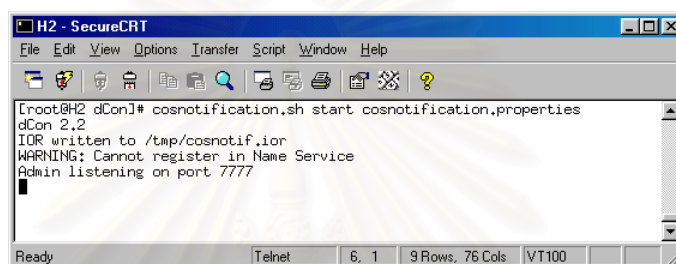 H2 - SecureCRT
File Edit View Options Transfer Script Window Help
[root@H2 dCon]# cosnotification.sh start cosnotification.properties
dCon 2.2
IOR written to /tmp/cosnotif.ior
WARNING: Cannot register in Name Service
Admin listening on port 7777
Ready Telnet 6, 1 9 Rows, 76 Cols VT100